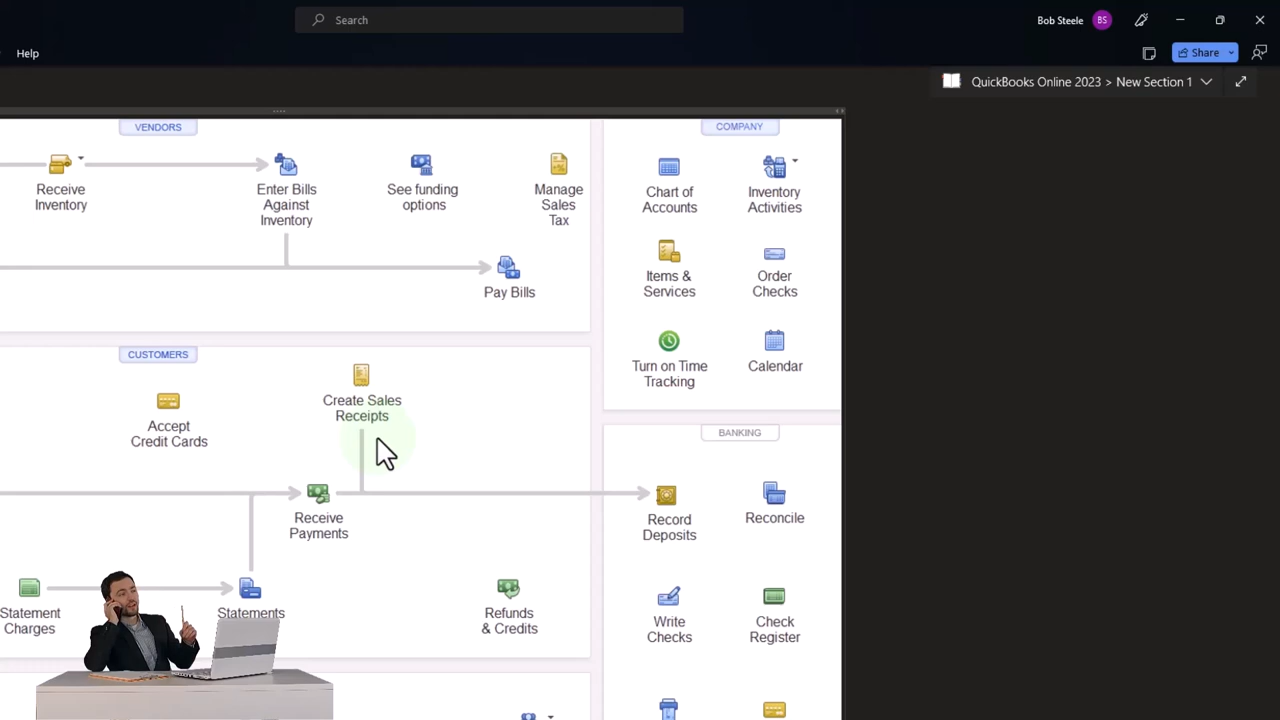 Search
Bob Steele
BS
Help
Share
QuickBooks Online 2023 > New Section 1
VENDORS
COMPANY
Receive
Inventory
Enter Bills
Against
Inventory
See funding
options
Manage
Sales
Tax
Chart of
Accounts
Inventory
Activities
Pay Bills
Items &
Services
Order
Checks
Turn on Time
Tracking
Calendar
CUSTOMERS
Create Sales
Receipts
Accept
Credit Cards
BANKING
Receive
Payments
Record
Deposits
Reconcile
Statement
Charges
Statements
Refunds
& Credits
Write
Checks
Check
Register